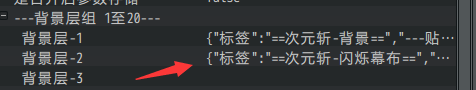 是否开启参数存储 false
---背景层组 1至20---
背景层-1 {"标签":"==次元斩-背景==","---贴…
背景层-2 {"标签":"==次元斩-闪烁幕布==","…
背景层-3